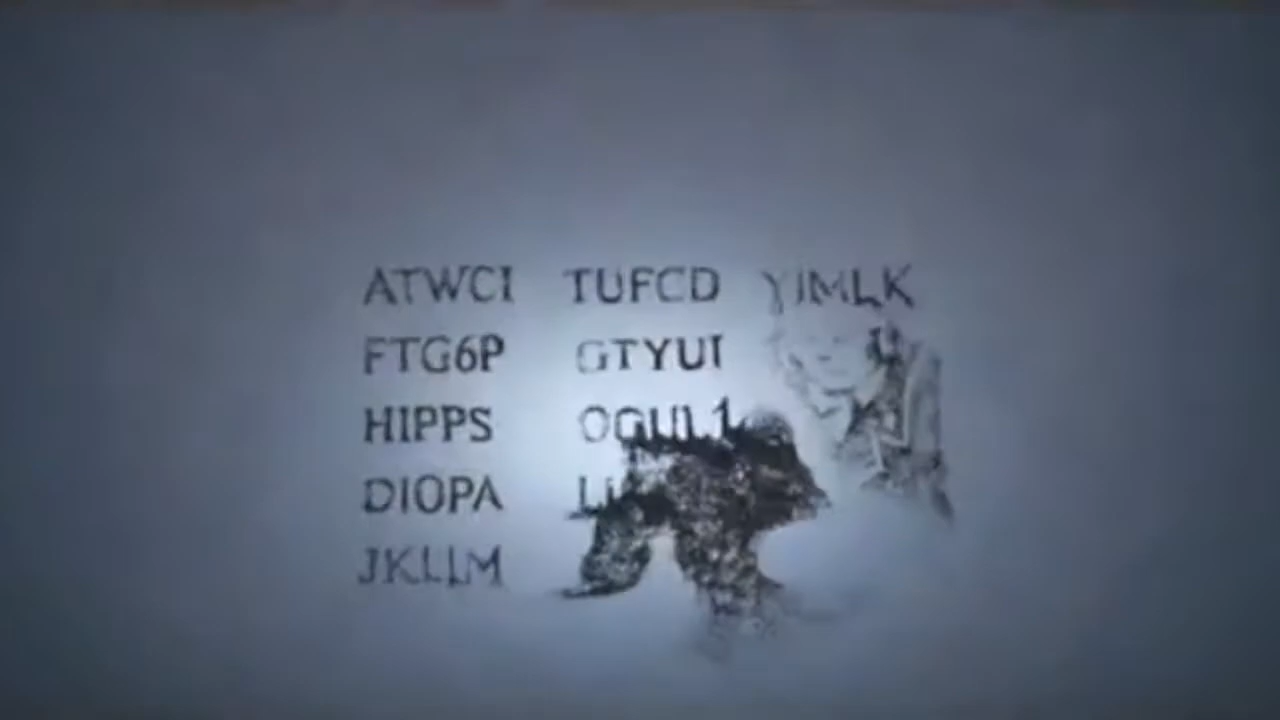 ATWCI TUFCD YIMLK
FTG6P GTYUI
HIPPS
DIOPA
JKLLM